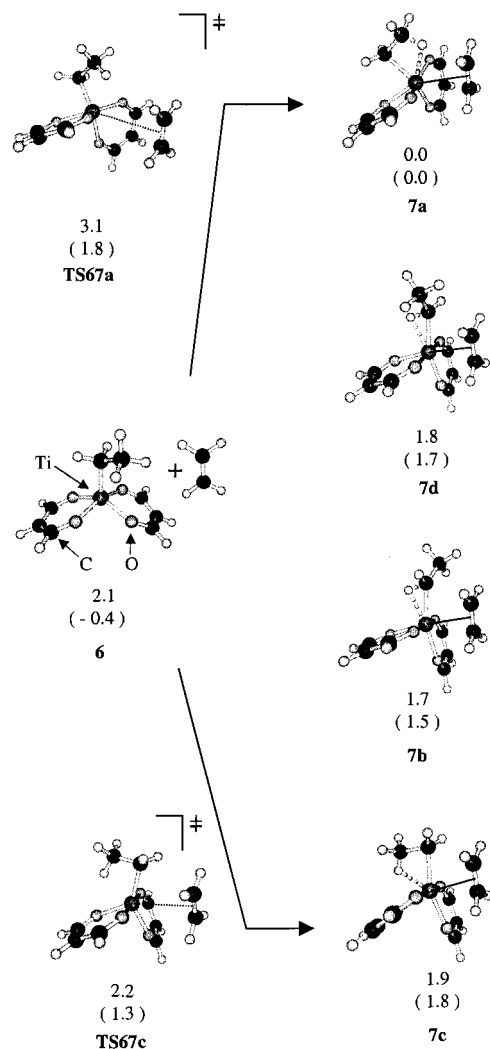 ‡
3.1
( 1.8 )
TS67a
0.0
( 0.0 )
7a
1.8
( 1.7 )
7d
Ti
+
C
O
2.1
( - 0.4 )
6
1.7
( 1.5 )
7b
‡
2.2
( 1.3 )
TS67c
1.9
( 1.8 )
7c